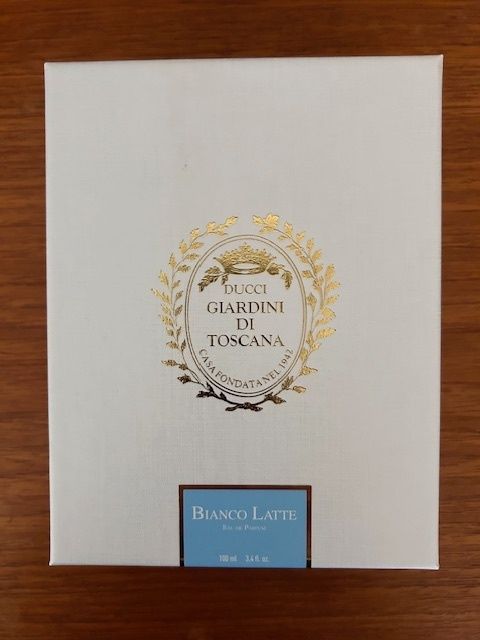 DUCCI
GIARDINI
DI
TOSCANA
CASA FONDATA NEL 1942
BIANCO LATTE
EAU DE PARFUM
100 ml 3.4 fl. oz.